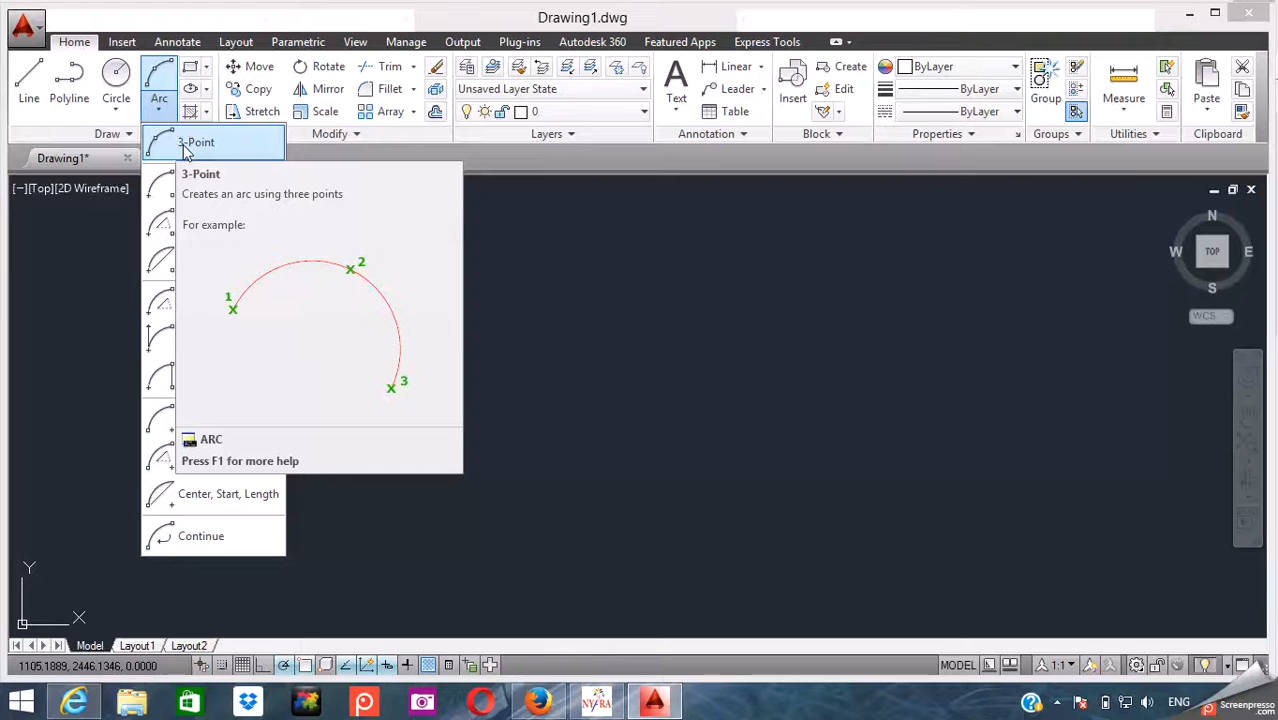 Drawing1.dwg
Home Insert Annotate Layout Parametric View Manage Output Plug-ins Autodesk 360 Featured Apps Express Tools
Move Rotate Trim Linear Create ByLayer
Copy Mirror Fillet Unsaved Layer State Leader Edit ByLayer
Line Polyline Circle Arc Text Insert Group Measure Paste
Stretch Scale Array 0 Table ByLayer
Draw Modify Layers Annotation Block Properties Groups Utilities Clipboard
3-Point
Drawing1*
3-Point
[−][Top][2D Wireframe]
Creates an arc using three points
For example:
N
W TOP E
S
WCS
2
1
3
ARC
Press F1 for more help
Center, Start, Length
Continue
Y
X
Model Layout1 Layout2
1105.1889, 2446.1346, 0.0000 MODEL 1:1
ENG
Screenpresso
.com